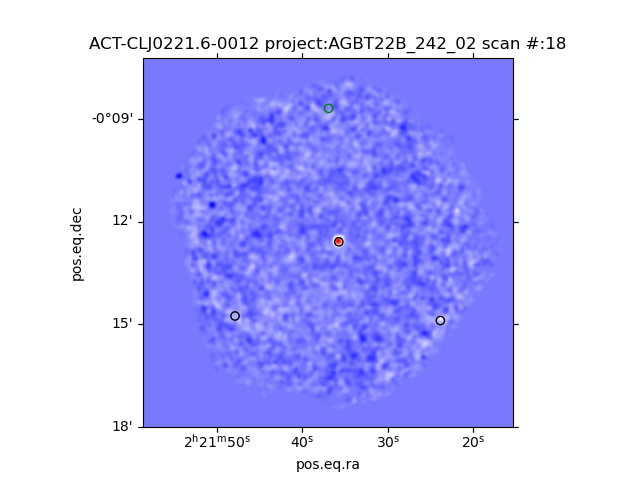 ACT-CLJ0221.6-0012 project:AGBT22B_242_02 scan #:18
-0°09'
12'
15'
18'
pos.eq.dec
2ʰ21ᵐ50ˢ 40ˢ 30ˢ 20ˢ
pos.eq.ra